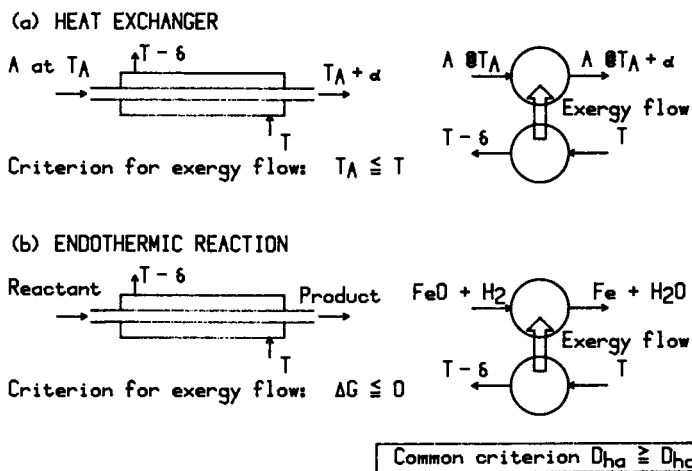 (a) HEAT EXCHANGER
T - δ
A at T_A
T_A + α
T
Criterion for exergy flow: T_A ≦ T
A @T_A
A @T_A + α
Exergy flow
T - δ
T
(b) ENDOTHERMIC REACTION
T - δ
Reactant
Product
T
Criterion for exergy flow: ΔG ≦ 0
FeO + H2
Fe + H2O
Exergy flow
T - δ
T
Common criterion D_ha ≧